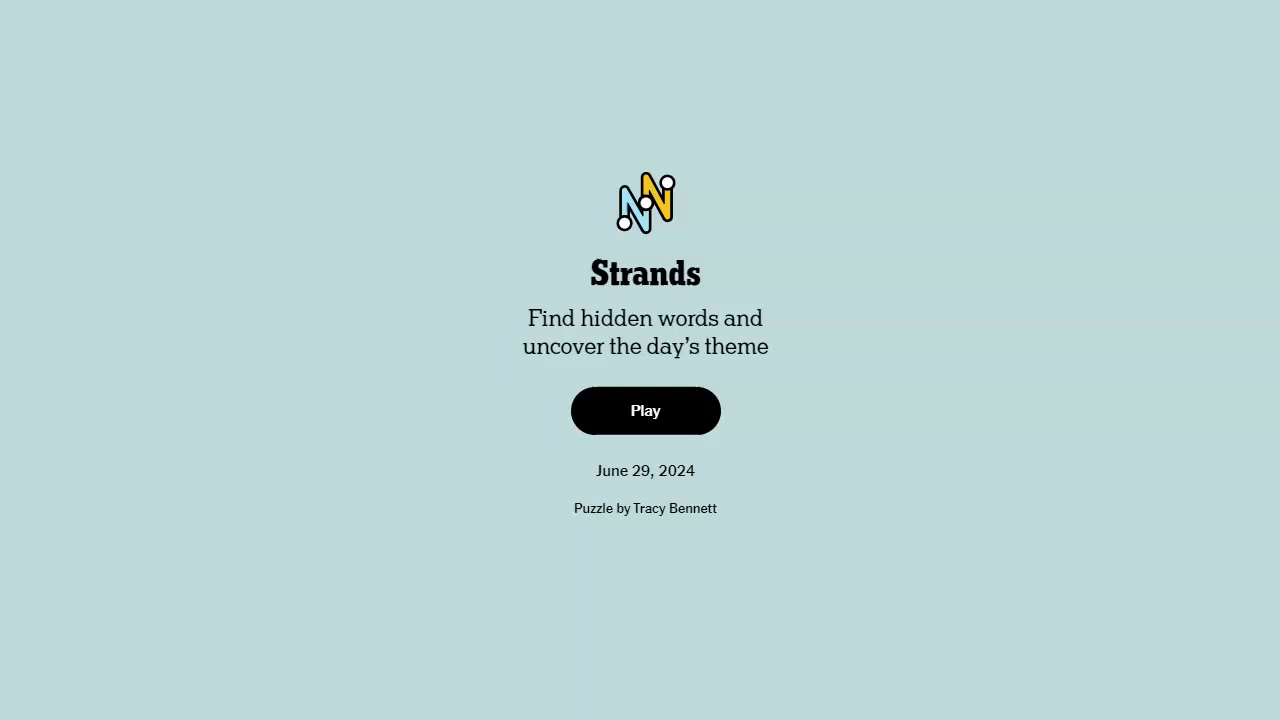 Strands
Find hidden words and
uncover the day’s theme
Play
June 29, 2024
Puzzle by Tracy Bennett